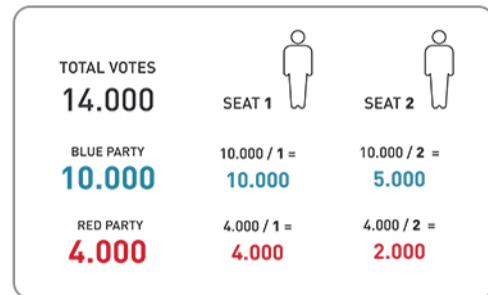 TOTAL VOTES
14.000
SEAT 1
SEAT 2
BLUE PARTY
10.000
10.000 / 1 =
10.000
10.000 / 2 =
5.000
RED PARTY
4.000
4.000 / 1 =
4.000
4.000 / 2 =
2.000